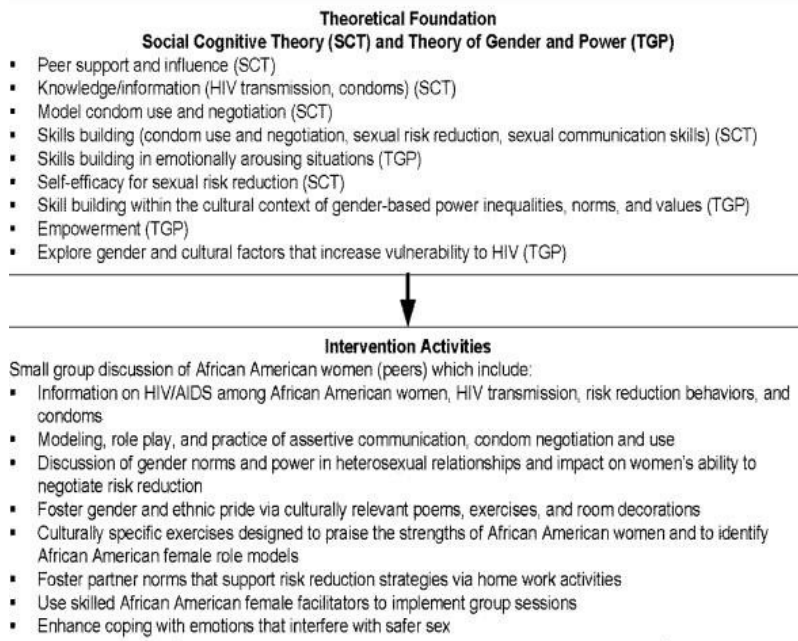 Theoretical Foundation
Social Cognitive Theory (SCT) and Theory of Gender and Power (TGP)
▪ Peer support and influence (SCT)
▪ Knowledge/information (HIV transmission, condoms) (SCT)
▪ Model condom use and negotiation (SCT)
▪ Skills building (condom use and negotiation, sexual risk reduction, sexual communication skills) (SCT)
▪ Skills building in emotionally arousing situations (TGP)
▪ Self-efficacy for sexual risk reduction (SCT)
▪ Skill building within the cultural context of gender-based power inequalities, norms, and values (TGP)
▪ Empowerment (TGP)
▪ Explore gender and cultural factors that increase vulnerability to HIV (TGP)
Intervention Activities
Small group discussion of African American women (peers) which include:
▪ Information on HIV/AIDS among African American women, HIV transmission, risk reduction behaviors, and
condoms
▪ Modeling, role play, and practice of assertive communication, condom negotiation and use
▪ Discussion of gender norms and power in heterosexual relationships and impact on women's ability to
negotiate risk reduction
▪ Foster gender and ethnic pride via culturally relevant poems, exercises, and room decorations
▪ Culturally specific exercises designed to praise the strengths of African American women and to identify
African American female role models
▪ Foster partner norms that support risk reduction strategies via home work activities
▪ Use skilled African American female facilitators to implement group sessions
▪ Enhance coping with emotions that interfere with safer sex